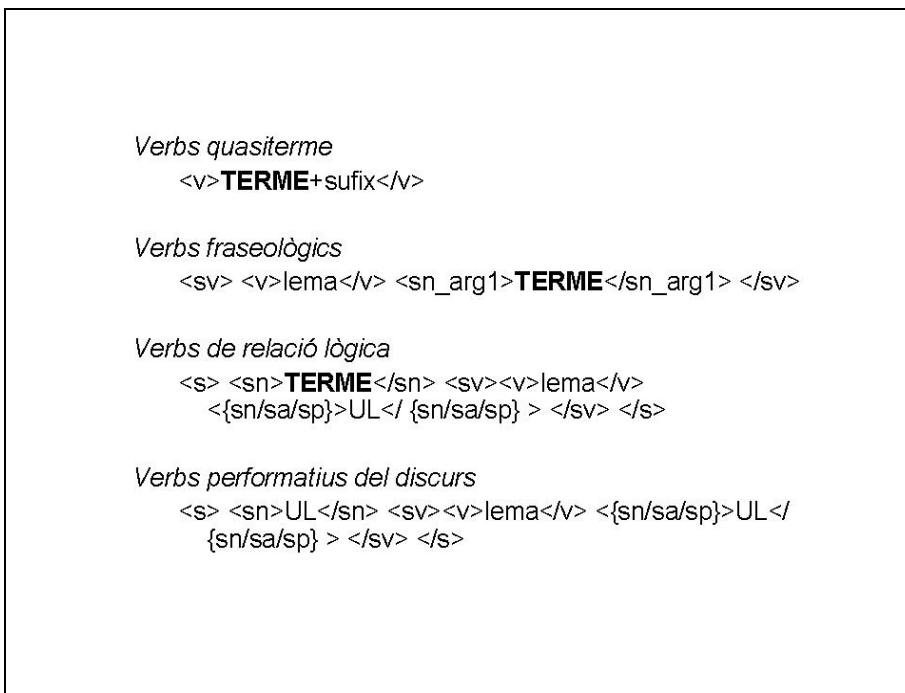 Verbs quasiterme
<v>TERME+sufix</v>
Verbs fraseològics
<sv> <v>lema</v> <sn_arg1>TERME</sn_arg1> </sv>
Verbs de relació lògica
<s> <sn>TERME</sn> <sv><v>lema</v>
<{sn/sa/sp}>UL</ {sn/sa/sp} > </sv> </s>
Verbs performatius del discurs
<s> <sn>UL</sn> <sv><v>lema</v> <{sn/sa/sp}>UL</
{sn/sa/sp} > </sv> </s>